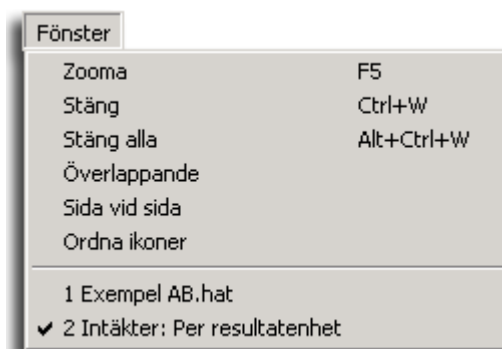 Fönster
Zooma F5
Stäng Ctrl+W
Stäng alla Alt+Ctrl+W
Överlappande
Sida vid sida
Ordna ikoner
1 Exempel AB.hat
2 Intäkter: Per resultatenhet